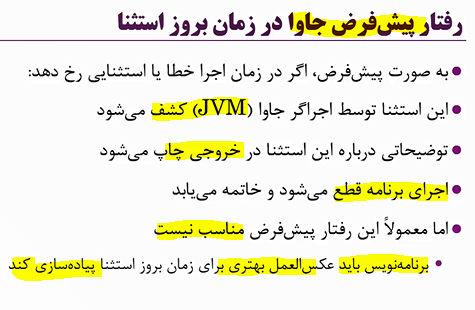 رفتار پیش‌فرض جاوا در زمان بروز استثنا
به صورت پیش‌فرض، اگر در زمان اجرا خطا یا استثنایی رخ دهد:
این استثنا توسط اجراگر جاوا (JVM) کشف می‌شود
توضیحاتی درباره این استثنا در خروجی چاپ می‌شود
اجرای برنامه قطع می‌شود و خاتمه می‌یابد
اما معمولاً این رفتار پیش‌فرض مناسب نیست
برنامه‌نویس باید عکس‌العمل بهتری برای زمان بروز استثنا پیاده‌سازی کند